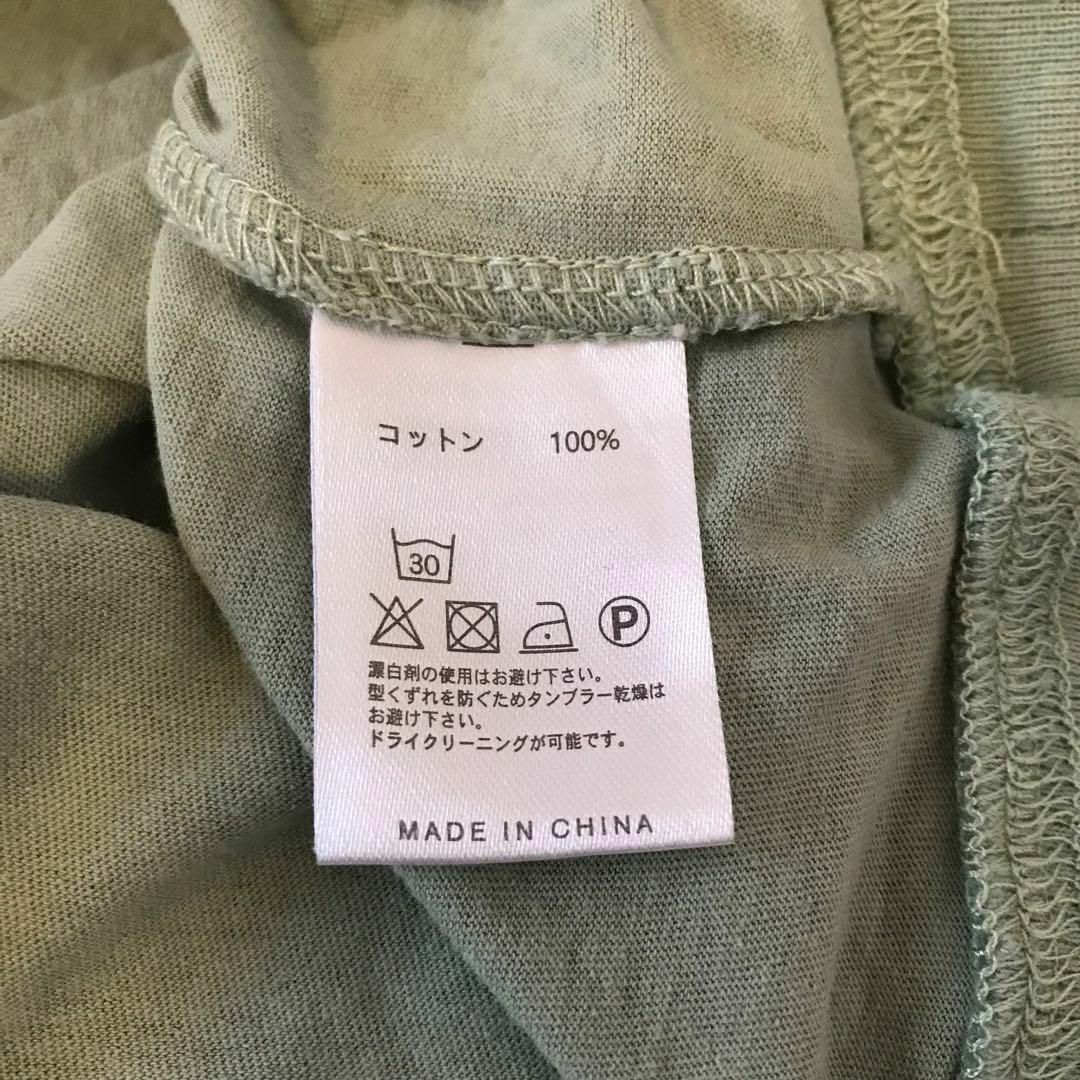 コットン 100%
30
P
漂白剤の使用はお避け下さい。
型くずれを防ぐためタンブラー乾燥は
お避け下さい。
ドライクリーニングが可能です。
MADE IN CHINA